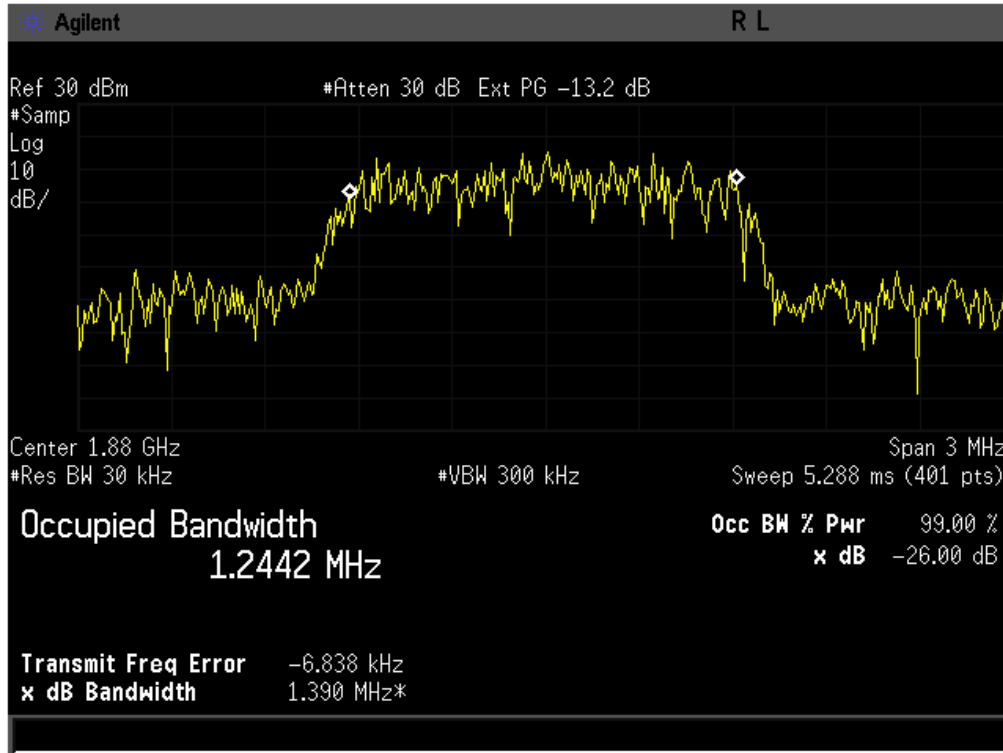 Agilent R L
Ref 30 dBm #Atten 30 dB Ext PG -13.2 dB
#Samp
Log
10
dB/
Center 1.88 GHz Span 3 MHz
#Res BW 30 kHz #VBW 300 kHz Sweep 5.288 ms (401 pts)
Occupied Bandwidth Occ BW % Pwr 99.00 %
1.2442 MHz x dB -26.00 dB
Transmit Freq Error -6.838 kHz
x dB Bandwidth 1.390 MHz*